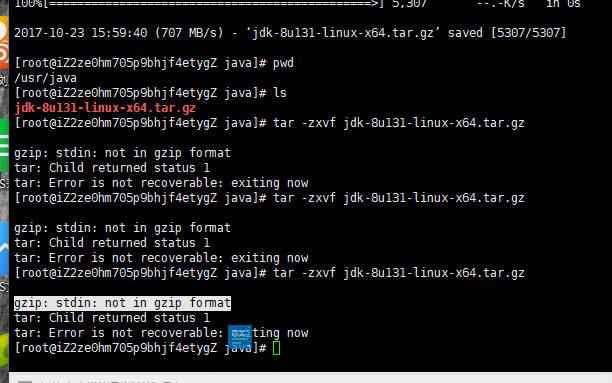 100%[===========================================>] 5,307 --.-K/s in 0s
2017-10-23 15:59:40 (707 MB/s) - ‘jdk-8u131-linux-x64.tar.gz’ saved [5307/5307]
[root@iZ2ze0hm705p9bhjf4etygZ java]# pwd
/usr/java
[root@iZ2ze0hm705p9bhjf4etygZ java]# ls
jdk-8u131-linux-x64.tar.gz
[root@iZ2ze0hm705p9bhjf4etygZ java]# tar -zxvf jdk-8u131-linux-x64.tar.gz
gzip: stdin: not in gzip format
tar: Child returned status 1
tar: Error is not recoverable: exiting now
[root@iZ2ze0hm705p9bhjf4etygZ java]# tar -zxvf jdk-8u131-linux-x64.tar.gz
gzip: stdin: not in gzip format
tar: Child returned status 1
tar: Error is not recoverable: exiting now
[root@iZ2ze0hm705p9bhjf4etygZ java]# tar -zxvf jdk-8u131-linux-x64.tar.gz
gzip: stdin: not in gzip format
tar: Child returned status 1
tar: Error is not recoverable: exiting now
[root@iZ2ze0hm705p9bhjf4etygZ java]#